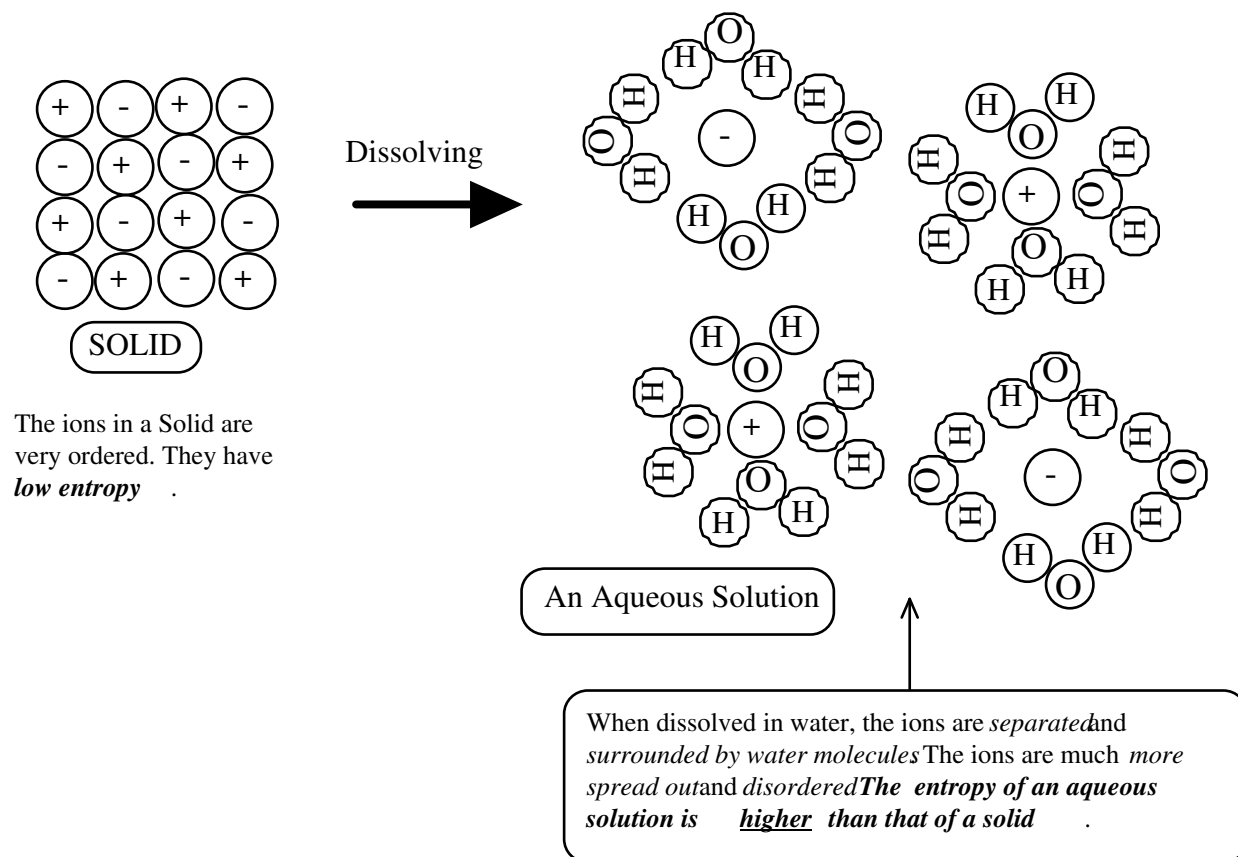 + - + -
- + - +
+ - + -
- + - +
SOLID
The ions in a Solid are
very ordered. They have
low entropy .
Dissolving
O
H H
H H
O - O
H H
H H
O
H H
O
H H
O + O
H H
O
H H
H H
O
H H
O + O
H H
O
H H
O
H H
H H
O - O
H H
H H
O
An Aqueous Solution
When dissolved in water, the ions are separated and
surrounded by water molecules. The ions are much more
spread out and disordered The entropy of an aqueous
solution is higher than that of a solid .